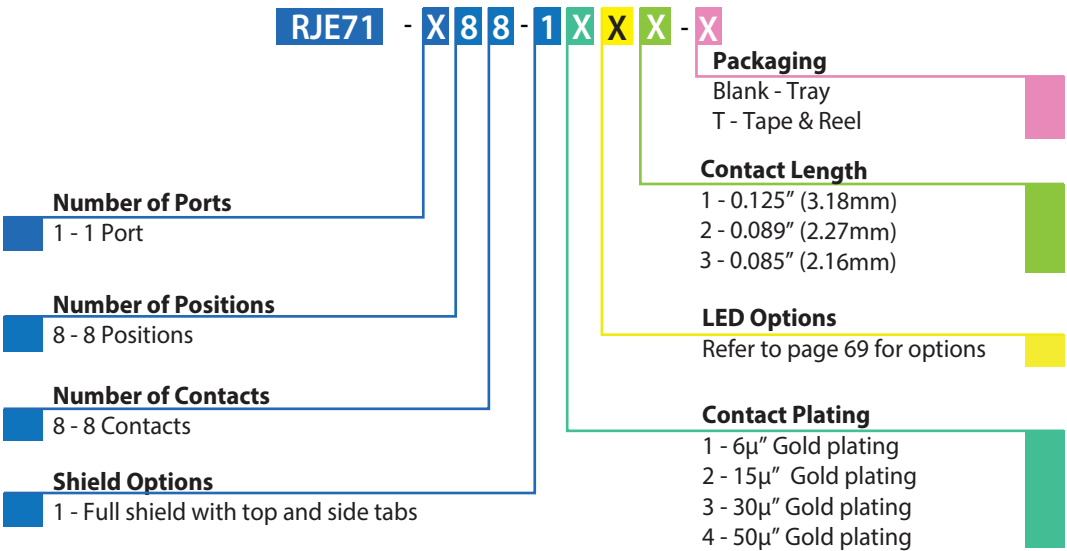 RJE71 - X 8 8 - 1 X X X - X
Packaging
Blank - Tray
T - Tape & Reel
Contact Length
1 - 0.125” (3.18mm)
2 - 0.089” (2.27mm)
3 - 0.085” (2.16mm)
LED Options
Refer to page 69 for options
Contact Plating
1 - 6µ” Gold plating
2 - 15µ” Gold plating
3 - 30µ” Gold plating
4 - 50µ” Gold plating
Number of Ports
1 - 1 Port
Number of Positions
8 - 8 Positions
Number of Contacts
8 - 8 Contacts
Shield Options
1 - Full shield with top and side tabs